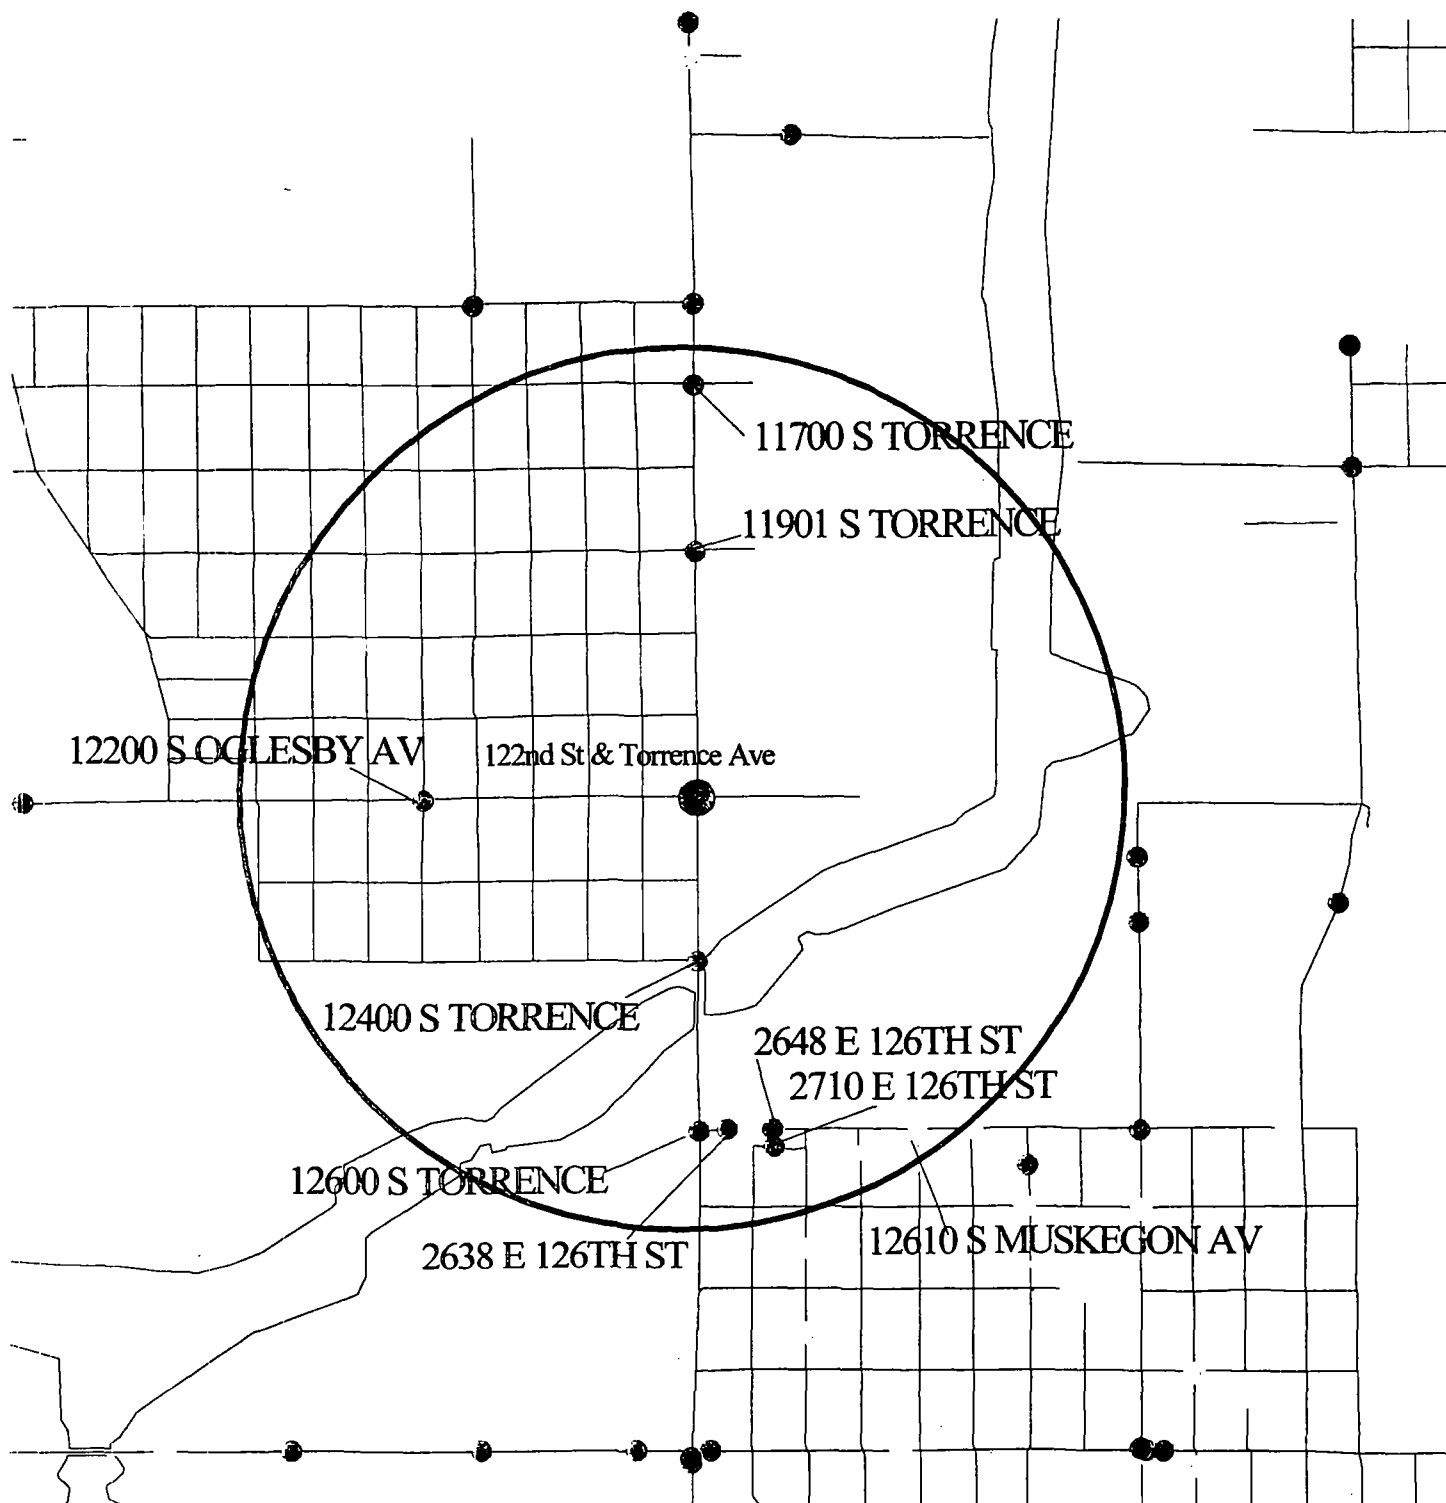 11700 S TORRENCE
11901 S TORRENCE
12200 S OGLESBY AV
122nd St & Torrence Ave
12400 S TORRENCE
2648 E 126TH ST
2710 E 126TH ST
12600 S TORRENCE
12610 S MUSKEGON AV
2638 E 126TH ST